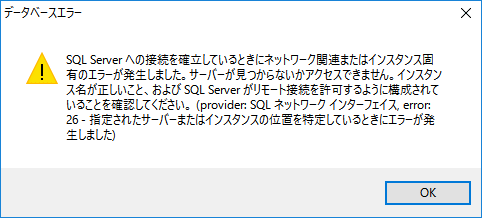 データベースエラー
SQL Server への接続を確立しているときにネットワーク関連またはインスタンス固
有のエラーが発生しました。サーバーが見つからないかアクセスできません。インスタン
ス名が正しいこと、および SQL Server がリモート接続を許可するように構成されて
いることを確認してください。 (provider: SQL ネットワーク インターフェイス, error:
26 - 指定されたサーバーまたはインスタンスの位置を特定しているときにエラーが発
生しました)
OK